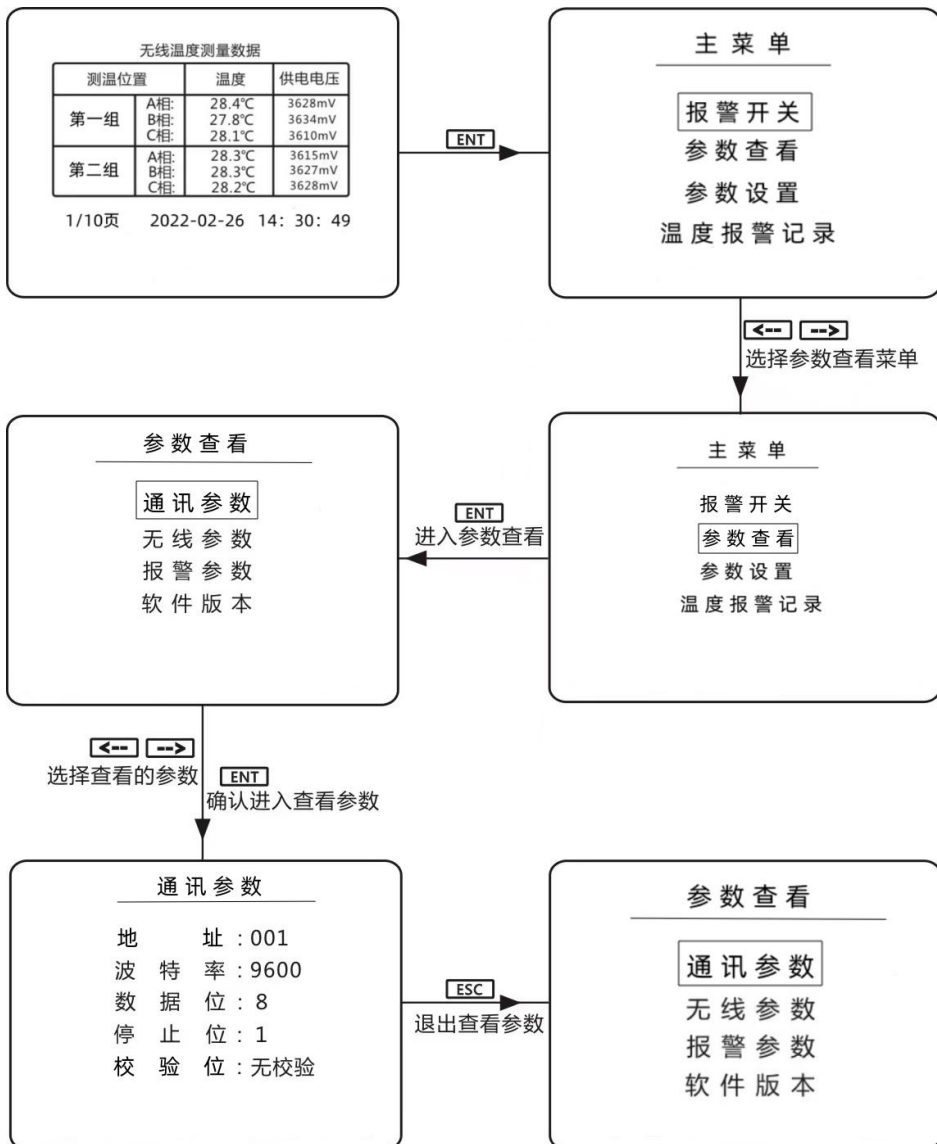 无线温度测量数据
测温位置 温度 供电电压
第一组 A相: 28.4℃ 3628mV
B相: 27.8℃ 3634mV
C相: 28.1℃ 3610mV
第二组 A相: 28.3℃ 3615mV
B相: 28.3℃ 3627mV
C相: 28.2℃ 3628mV
1/10页 2022-02-26 14: 30: 49
ENT
主菜单
报警开关
参数查看
参数设置
温度报警记录
<-- -->
选择参数查看菜单
主菜单
报警开关
参数查看
参数设置
温度报警记录
ENT
进入参数查看
参数查看
通讯参数
无线参数
报警参数
软件版本
<-- -->
选择查看的参数
ENT
确认进入查看参数
通讯参数
地址:001
波特率:9600
数据位:8
停止位:1
校验位:无校验
ESC
退出查看参数
参数查看
通讯参数
无线参数
报警参数
软件版本